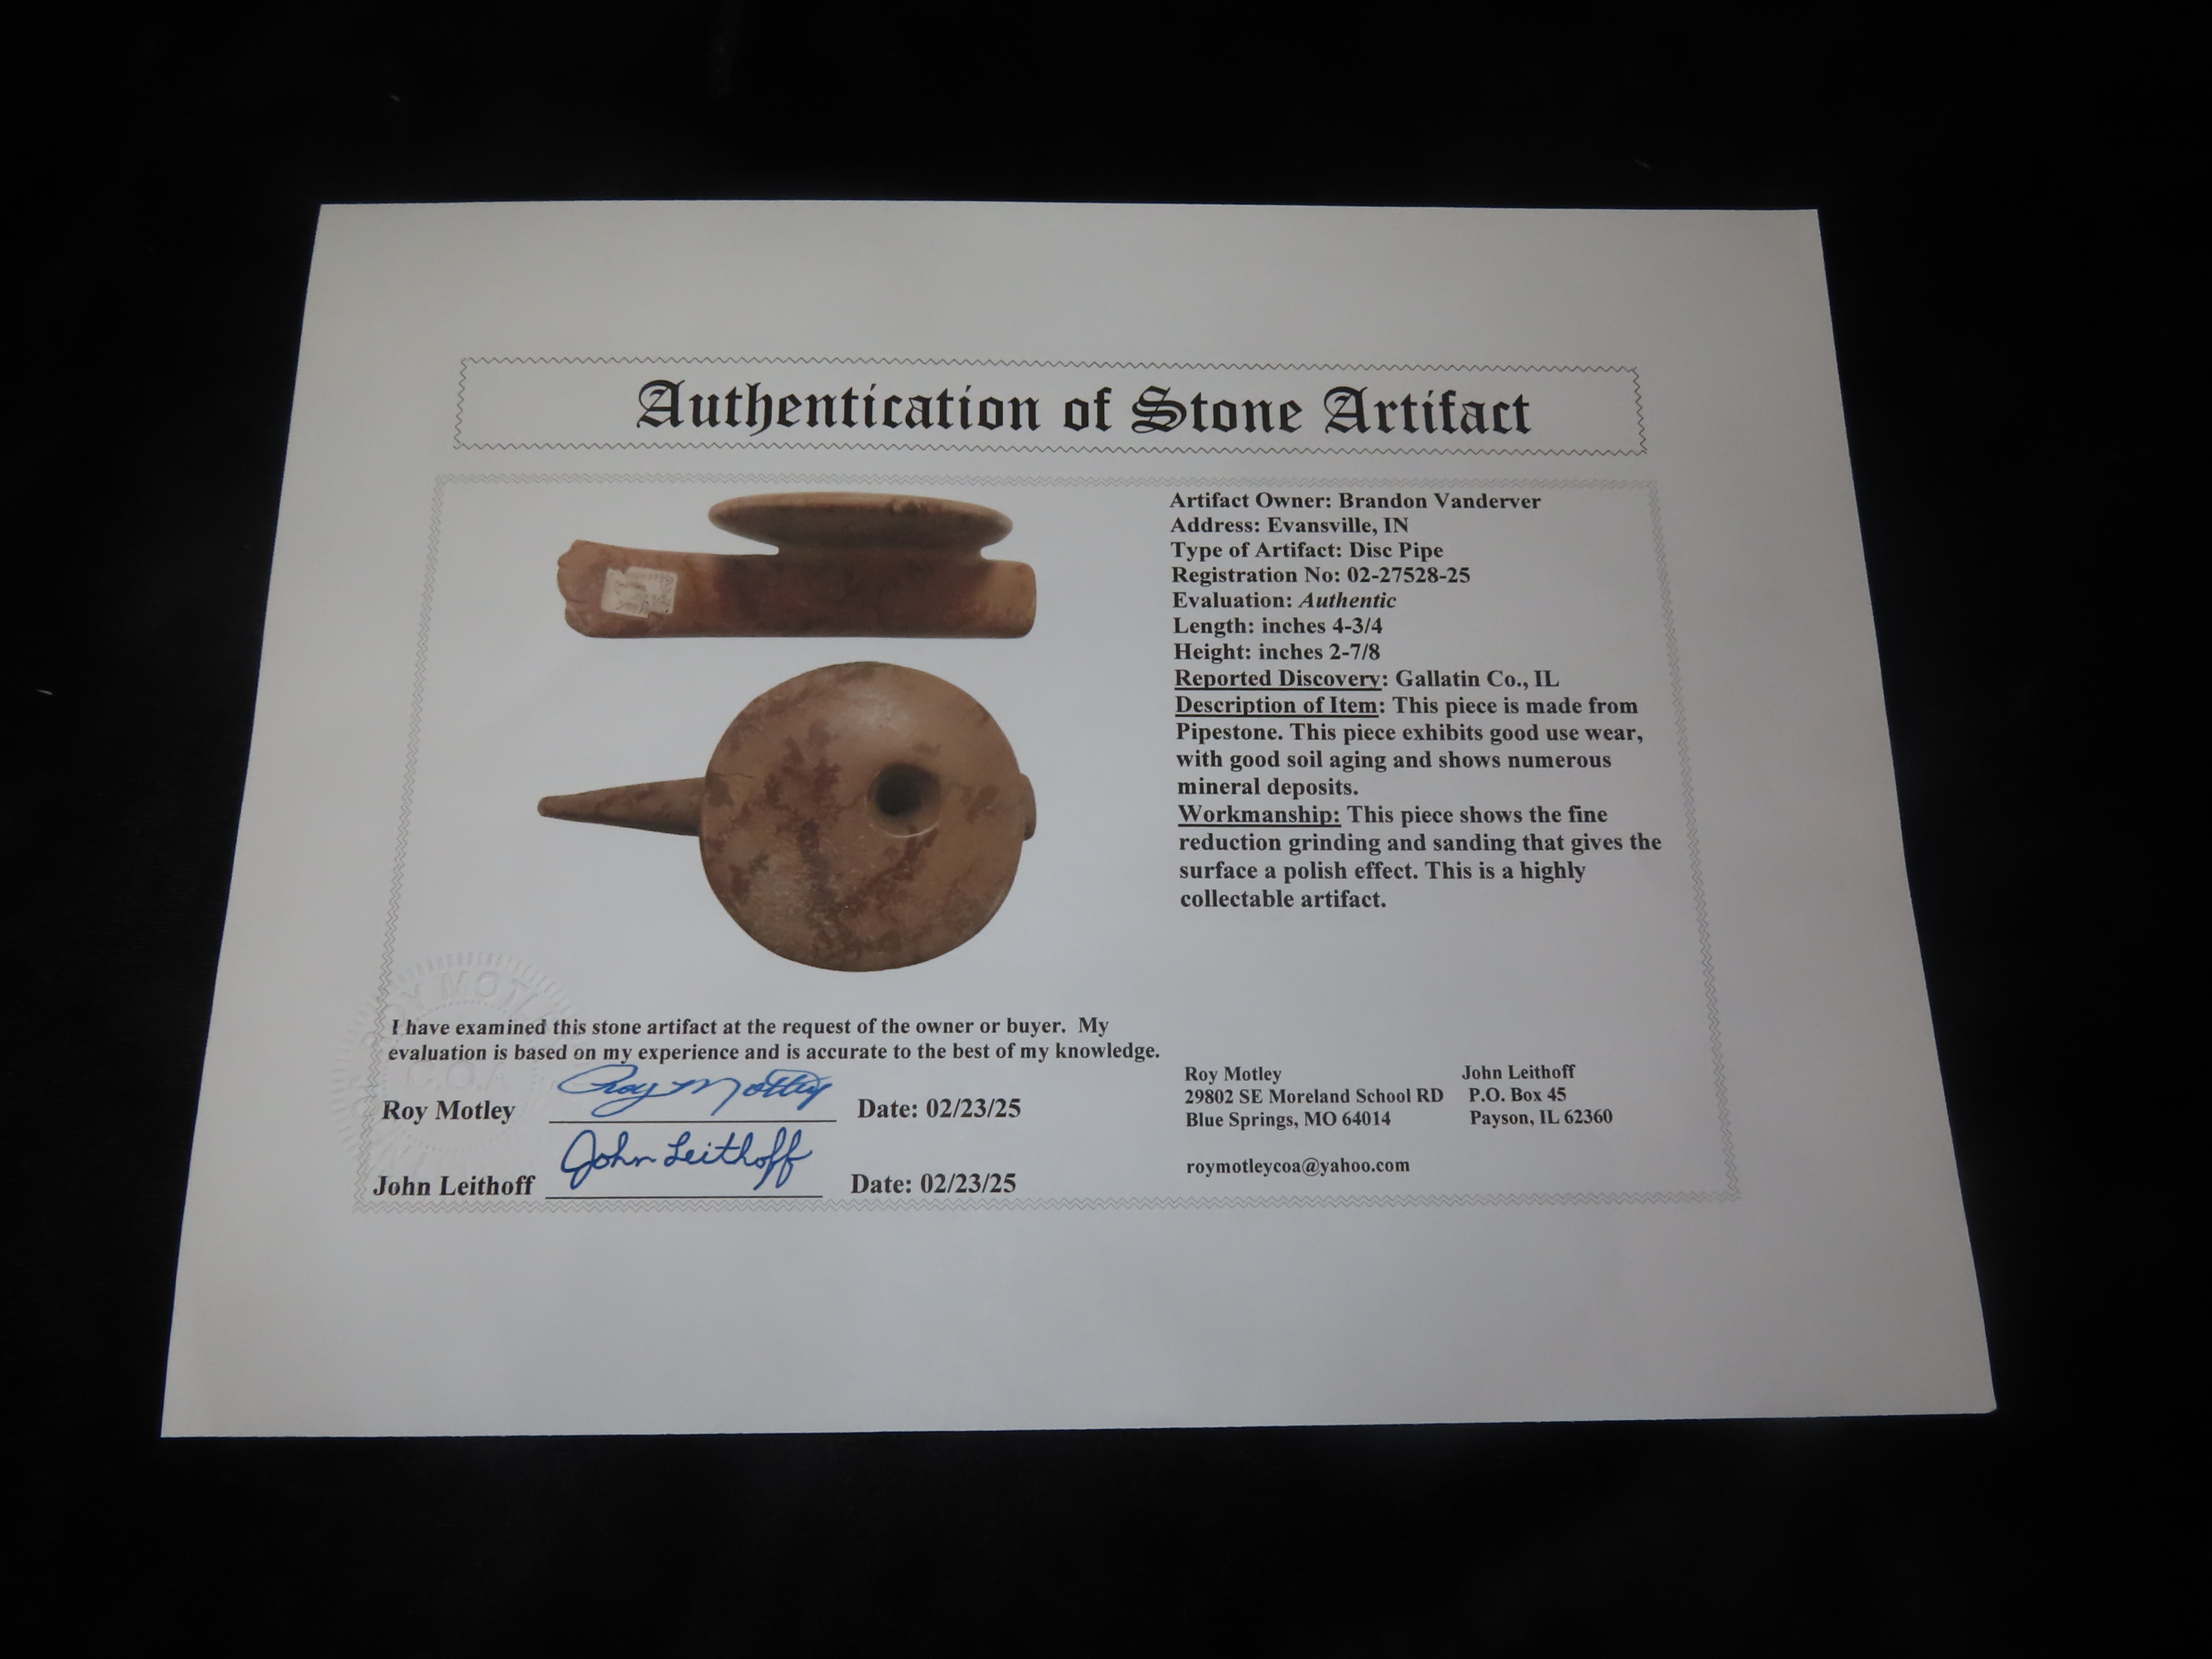 Authentication of Stone Artifact
Artifact Owner: Brandon Vanderver
Address: Evansville, IN
Type of Artifact: Disc Pipe
Registration No: 02-27528-25
Evaluation: Authentic
Length: inches 4-3/4
Height: inches 2-7/8
Reported Discovery: Gallatin Co., IL
Description of Item: This piece is made from
Pipestone. This piece exhibits good use wear,
with good soil aging and shows numerous
mineral deposits.
Workmanship: This piece shows the fine
reduction grinding and sanding that gives the
surface a polish effect. This is a highly
collectable artifact.
I have examined this stone artifact at the request of the owner or buyer. My
evaluation is based on my experience and is accurate to the best of my knowledge.
Roy Motley
Roy Motley Date: 02/23/25
John Leithoff
John Leithoff Date: 02/23/25
Roy Motley
29802 SE Moreland School RD
Blue Springs, MO 64014
roymotleycoa@yahoo.com
John Leithoff
P.O. Box 45
Payson, IL 62360